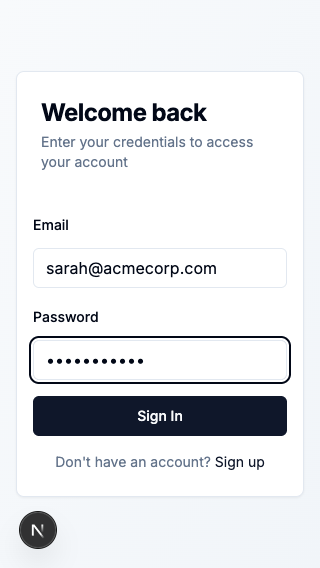 Welcome back
Enter your credentials to access
your account
Email
sarah@acmecorp.com
Password
•••••••••••
Sign In
Don't have an account? Sign up
N